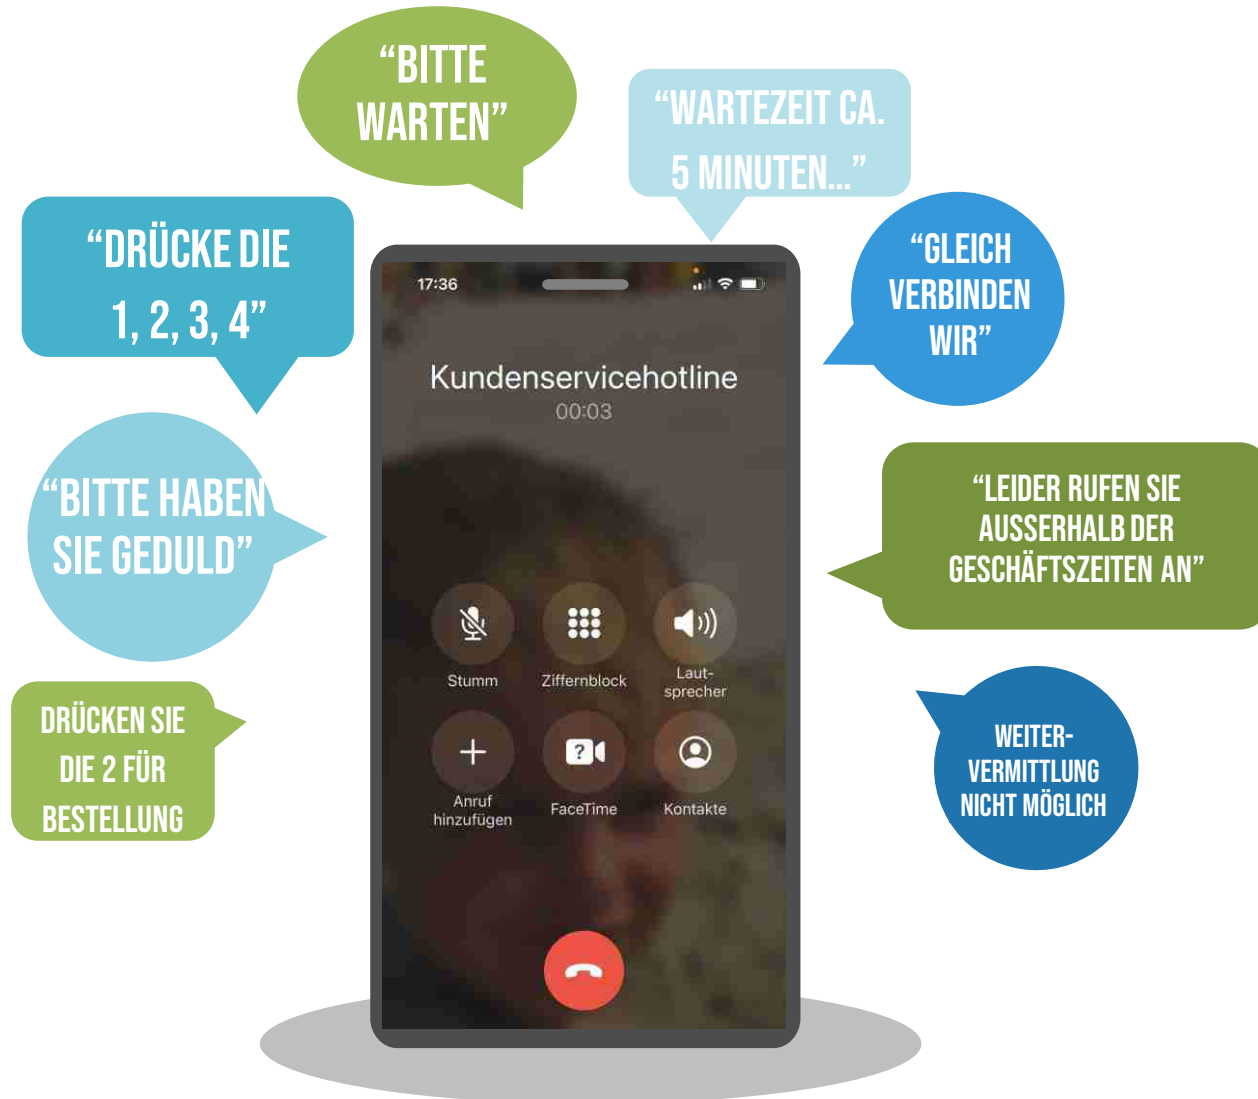 “BITTE
WARTEN”
“WARTEZEIT CA.
5 MINUTEN...”
“DRÜCKE DIE
1, 2, 3, 4”
“GLEICH
VERBINDEN
WIR”
“BITTE HABEN
SIE GEDULD”
“LEIDER RUFEN SIE
AUSSERHALB DER
GESCHÄFTSZEITEN AN”
DRÜCKEN SIE
DIE 2 FÜR
BESTELLUNG
WEITER-
VERMITTLUNG
NICHT MÖGLICH
17:36
Kundenservicehotline
00:03
Stumm
Ziffernblock
Laut-
sprecher
Anruf
hinzufügen
FaceTime
Kontakte